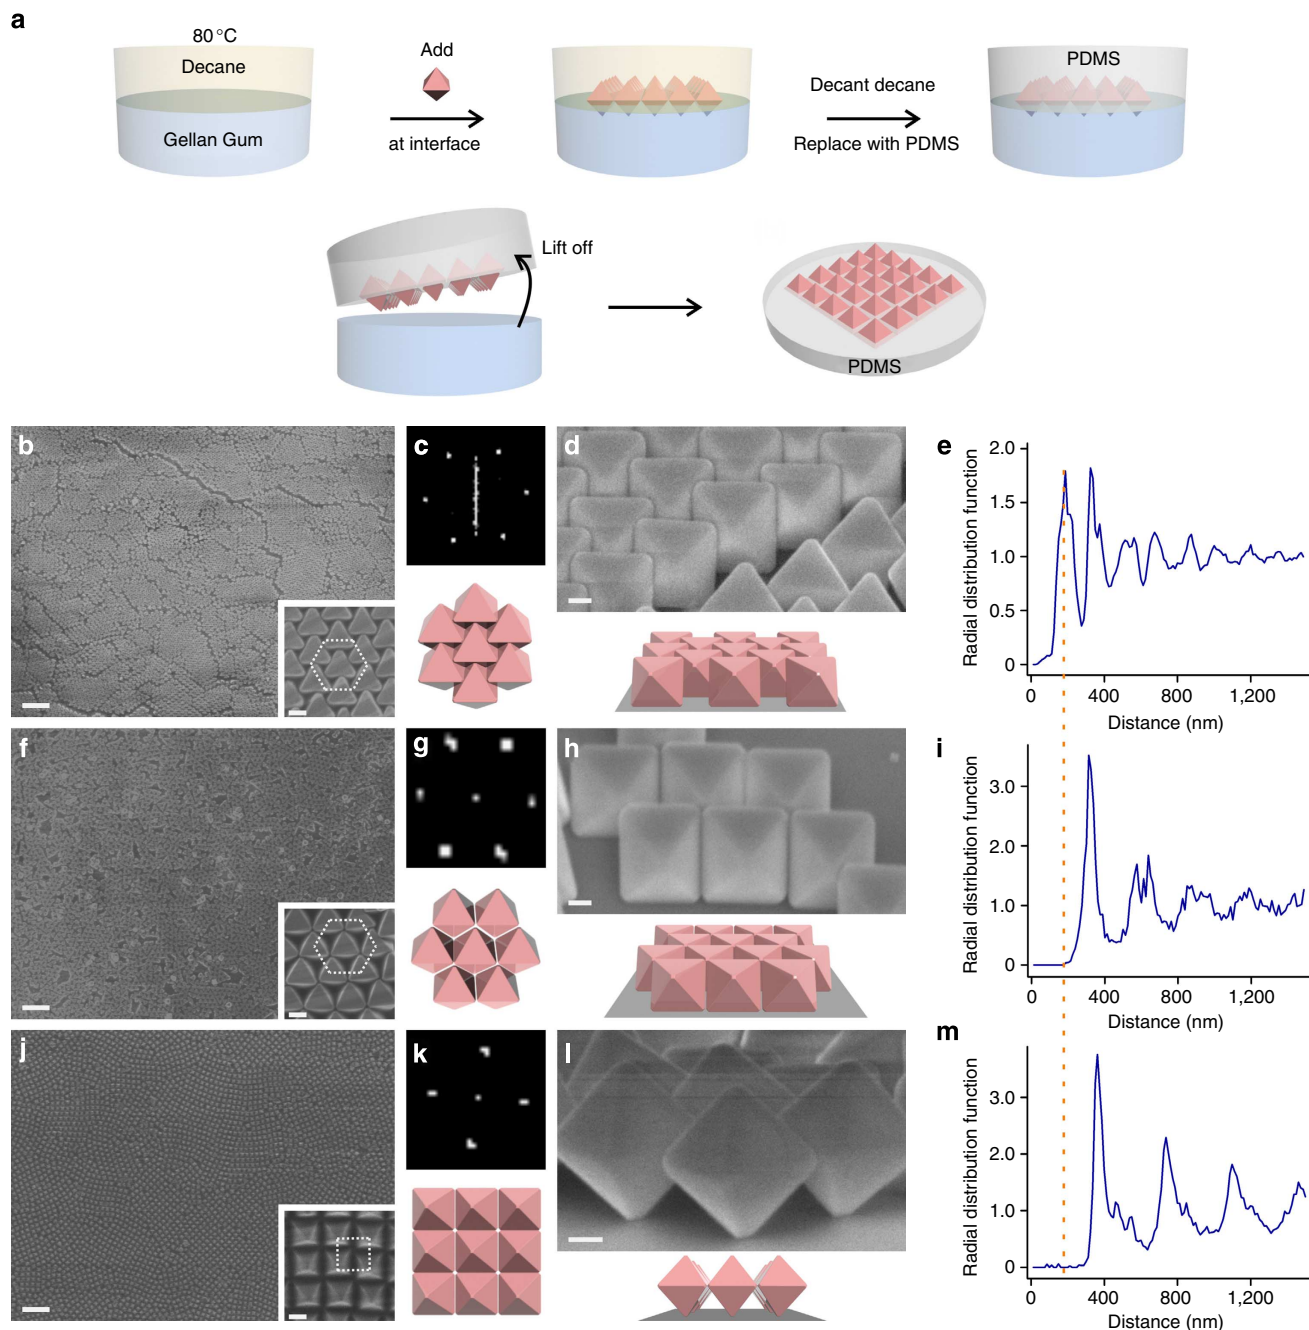 a
80 °C
Decane
Gellan Gum
Add
at interface
Decant decane
Replace with PDMS
PDMS
Lift off
PDMS
b
c
d
e
2.0
1.5
1.0
0.5
0
Radial distribution function
0 400 800 1,200
Distance (nm)
f
g
h
i
3.0
2.0
1.0
0
Radial distribution function
0 400 800 1,200
Distance (nm)
j
k
l
m
3.0
2.0
1.0
0
Radial distribution function
0 400 800 1,200
Distance (nm)